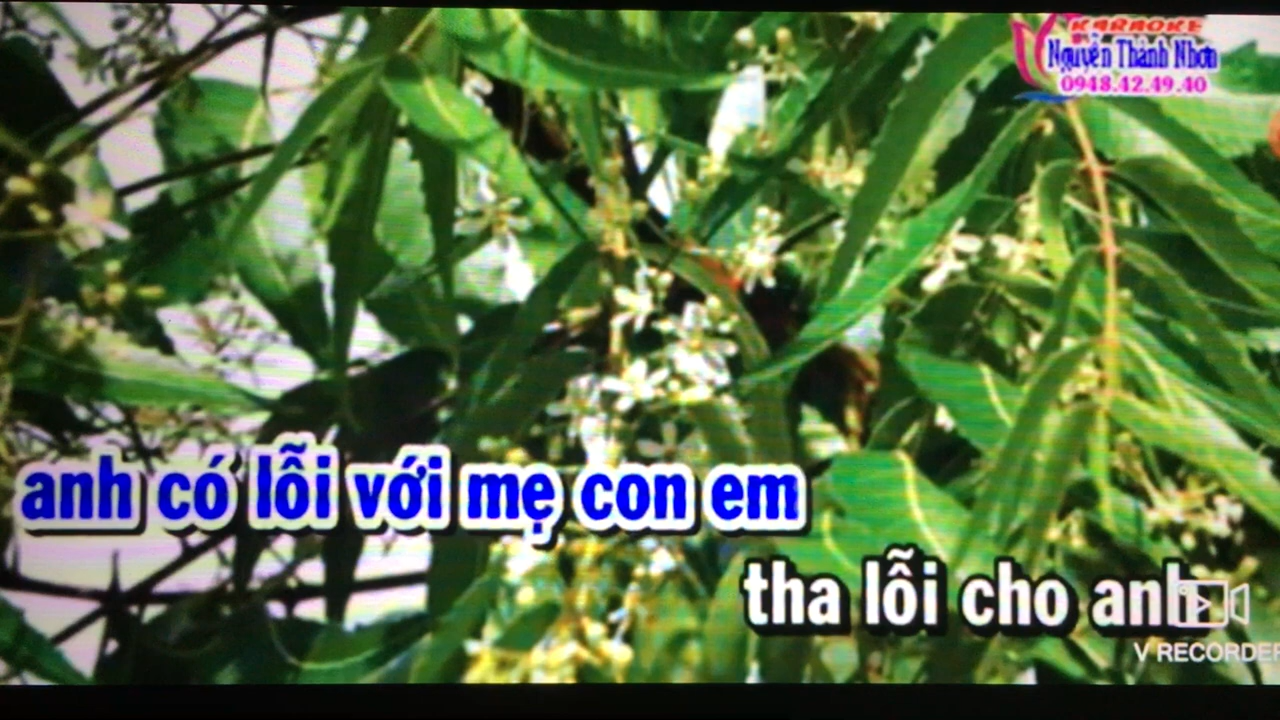 KARAOKE
Nguyễn Thành Nhơn
0948.42.49.40
anh có lỗi với mẹ con em
tha lỗi cho anh
V RECORDER